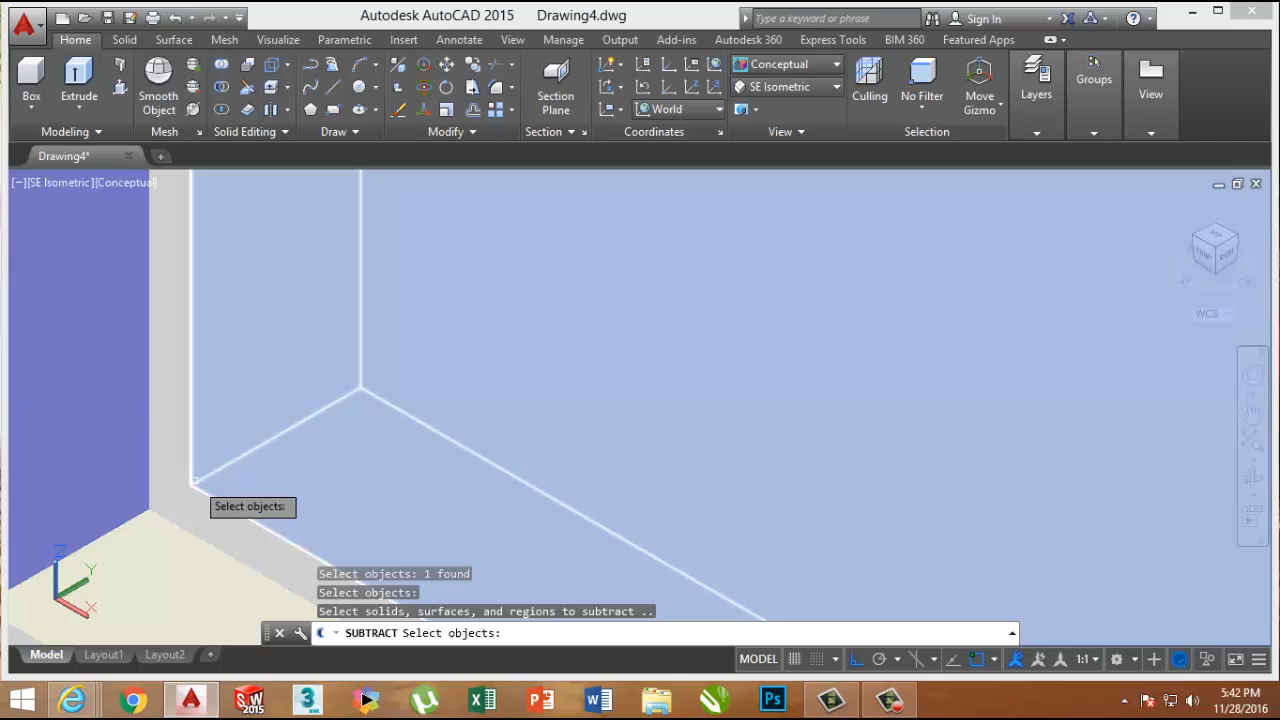 Autodesk AutoCAD 2015 Drawing4.dwg
Type a keyword or phrase
Sign In
Home Solid Surface Mesh Visualize Parametric Insert Annotate View Manage Output Add-ins Autodesk 360 Express Tools BIM 360 Featured Apps
Conceptual
SE Isometric
World
Box
Extrude
Smooth
Object
Section
Plane
Culling
No Filter
Move
Gizmo
Layers
Groups
View
Modeling
Mesh
Solid Editing
Draw
Modify
Section
Coordinates
View
Selection
Drawing4*
[−][SE Isometric][Conceptual]
WCS
Select objects:
Z
Y
X
Select objects: 1 found
Select objects:
Select solids, surfaces, and regions to subtract ..
SUBTRACT Select objects:
Model Layout1 Layout2
MODEL
1:1
SW
2015
Ps
5:42 PM
11/28/2016